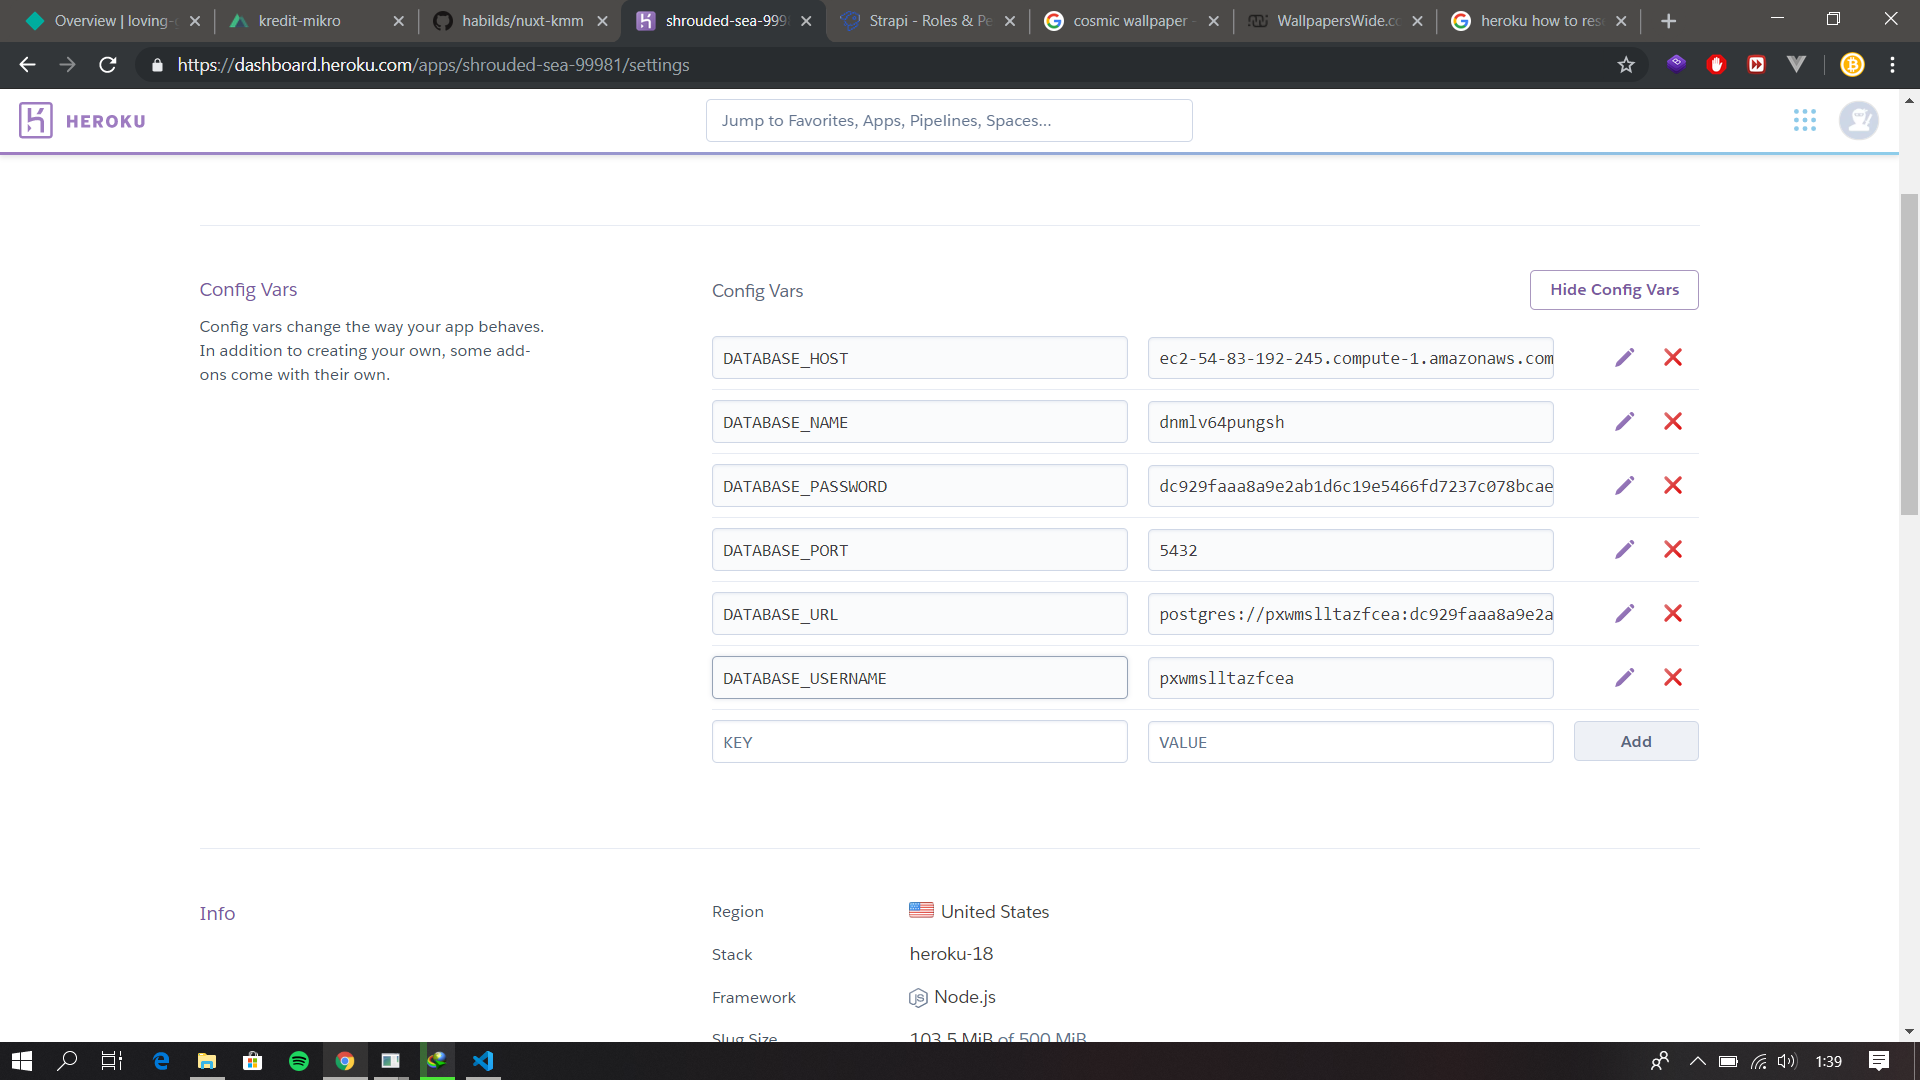 Overview | loving-
kredit-mikro
habilds/nuxt-kmm
shrouded-sea-999
Strapi - Roles & Pe
cosmic wallpaper -
WallpapersWide.co
heroku how to res
https://dashboard.heroku.com/apps/shrouded-sea-99981/settings
HEROKU
Jump to Favorites, Apps, Pipelines, Spaces...
Config Vars
Config vars change the way your app behaves.
In addition to creating your own, some add-
ons come with their own.
Config Vars
Hide Config Vars
DATABASE_HOST
ec2-54-83-192-245.compute-1.amazonaws.com
DATABASE_NAME
dnmlv64pungsh
DATABASE_PASSWORD
dc929faaa8a9e2ab1d6c19e5466fd7237c078bcae
DATABASE_PORT
5432
DATABASE_URL
postgres://pxwmslltazfcea:dc929faaa8a9e2a
DATABASE_USERNAME
pxwmslltazfcea
KEY
VALUE
Add
Info
Region
United States
Stack
heroku-18
Framework
Node.js
Slug Size
103.5 MiB of 500 MiB
1:39